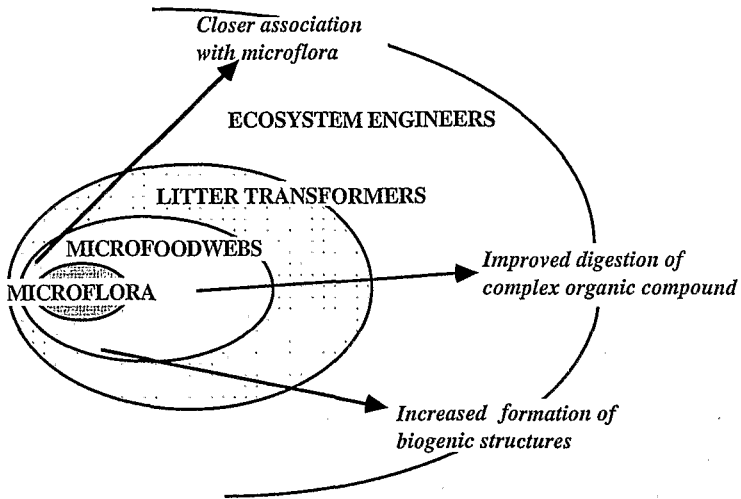 Closer association
with microflora
ECOSYSTEM ENGINEERS
LITTER TRANSFORMERS
MICROFOODWEBS
MICROFLORA
Improved digestion of
complex organic compound
Increased formation of
biogenic structures